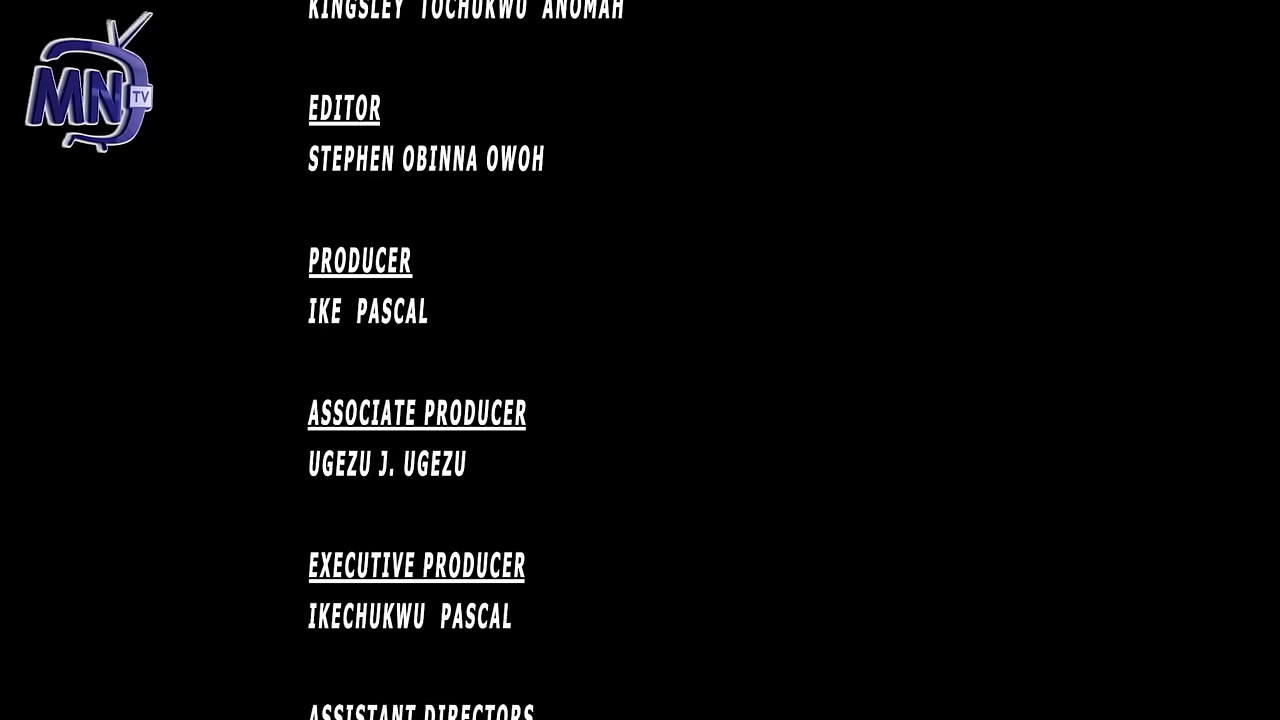 KINGSLEY TOCHUKWU ANOMAH
MN TV
EDITOR
STEPHEN OBINNA OWOH
PRODUCER
IKE PASCAL
ASSOCIATE PRODUCER
UGEZU J. UGEZU
EXECUTIVE PRODUCER
IKECHUKWU PASCAL
ASSISTANT DIRECTORS